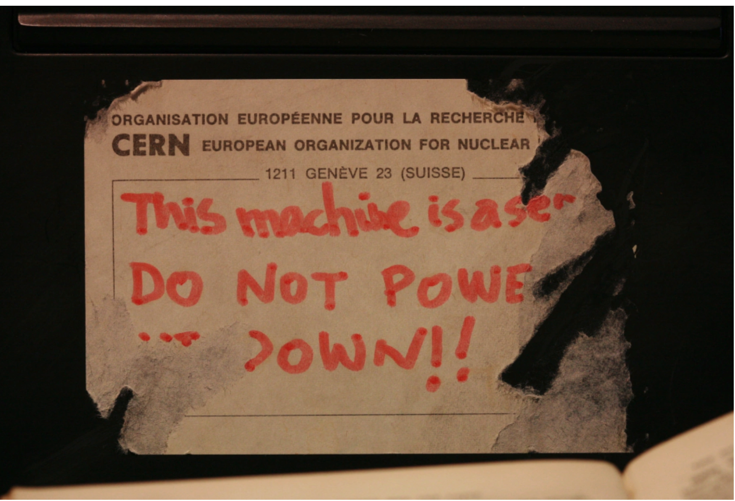 ORGANISATION EUROPÉENNE POUR LA RECHERCHE
CERN EUROPEAN ORGANIZATION FOR NUCLEAR
1211 GENÈVE 23 (SUISSE)
This machine is a ser
DO NOT POWE
DOWN!!